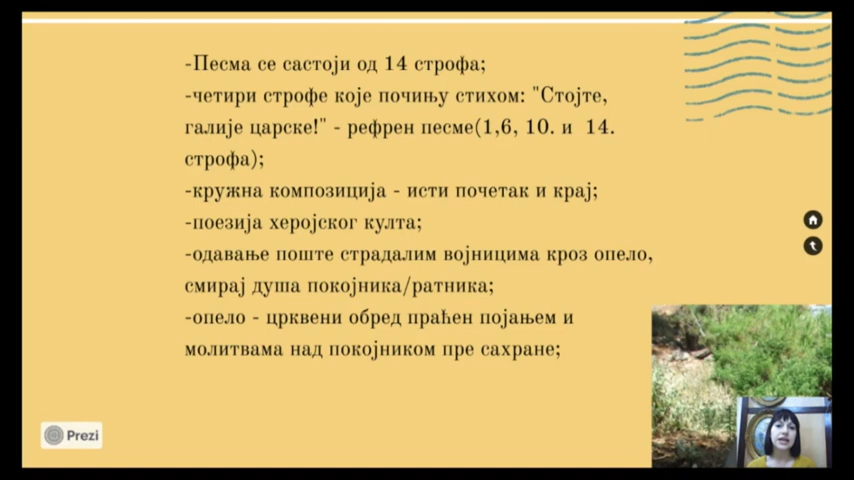 -Песма се састоји од 14 строфа;
-четири строфе које почињу стихом: "Стојте,
галије царске!" - рефрен песме(1,6, 10. и 14.
строфа);
-кружна композиција - исти почетак и крај;
-поезија херојског култа;
-одавање поште страдалим војницима кроз опело,
смирај душа покојника/ратника;
-опело - црквени обред праћен појањем и
молитвама над покојником пре сахране;
Prezi